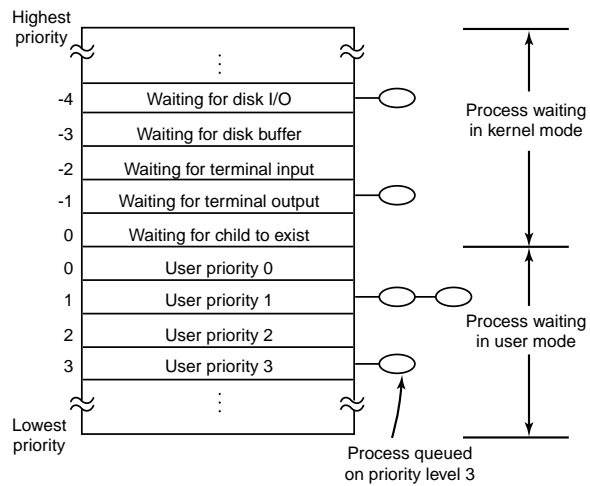 Highest
priority
-4 Waiting for disk I/O
-3 Waiting for disk buffer
-2 Waiting for terminal input
-1 Waiting for terminal output
0 Waiting for child to exist
0 User priority 0
1 User priority 1
2 User priority 2
3 User priority 3
Lowest
priority
Process waiting
in kernel mode
Process waiting
in user mode
Process queued
on priority level 3